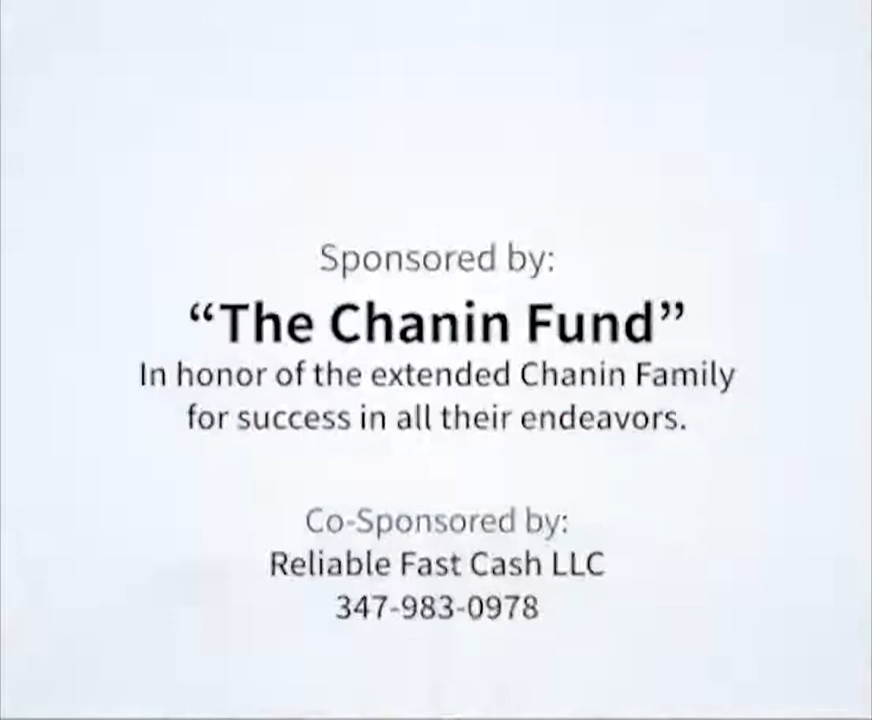 Sponsored by:
“The Chanin Fund”
In honor of the extended Chanin Family
for success in all their endeavors.
Co-Sponsored by:
Reliable Fast Cash LLC
347-983-0978